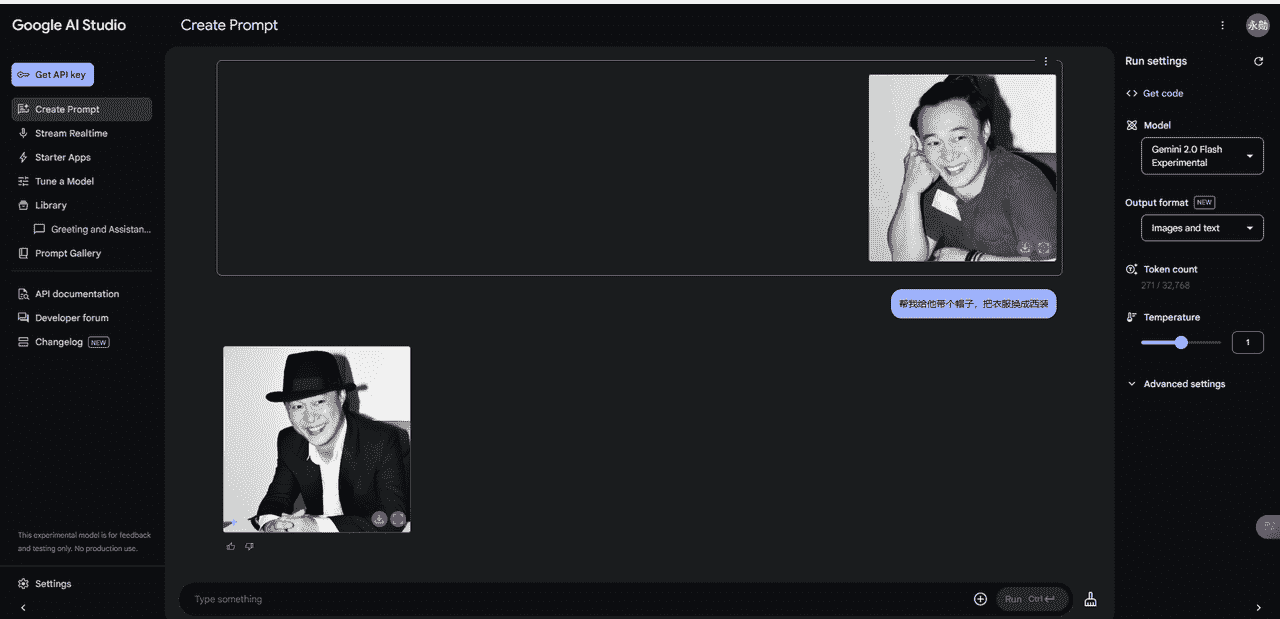 Google AI Studio
Create Prompt
永勛
Get API key
Create Prompt
Stream Realtime
Starter Apps
Tune a Model
Library
Greeting and Assistan...
Prompt Gallery
API documentation
Developer forum
Changelog NEW
This experimental model is for feedback
and testing only. No production use.
Settings
帮我给他带个帽子，把衣服换成西装
Type something
Run Ctrl
Run settings
Get code
Model
Gemini 2.0 Flash
Experimental
Output format NEW
Images and text
Token count
271 / 32,768
Temperature
1
Advanced settings